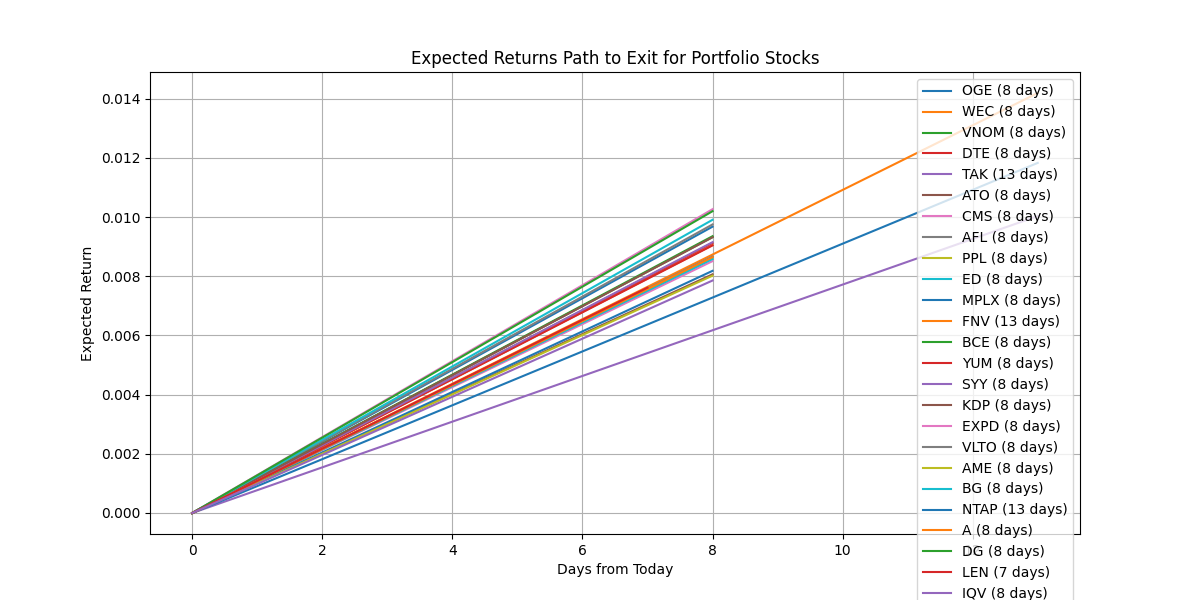 Expected Returns Path to Exit for Portfolio Stocks
0.014
0.012
0.010
0.008
0.006
0.004
0.002
0.000
Expected Return
0
2
4
6
8
10
Days from Today
OGE (8 days)
WEC (8 days)
VNOM (8 days)
DTE (8 days)
TAK (13 days)
ATO (8 days)
CMS (8 days)
AFL (8 days)
PPL (8 days)
ED (8 days)
MPLX (8 days)
FNV (13 days)
BCE (8 days)
YUM (8 days)
SYY (8 days)
KDP (8 days)
EXPD (8 days)
VLTO (8 days)
AME (8 days)
BG (8 days)
NTAP (13 days)
A (8 days)
DG (8 days)
LEN (7 days)
IQV (8 days)